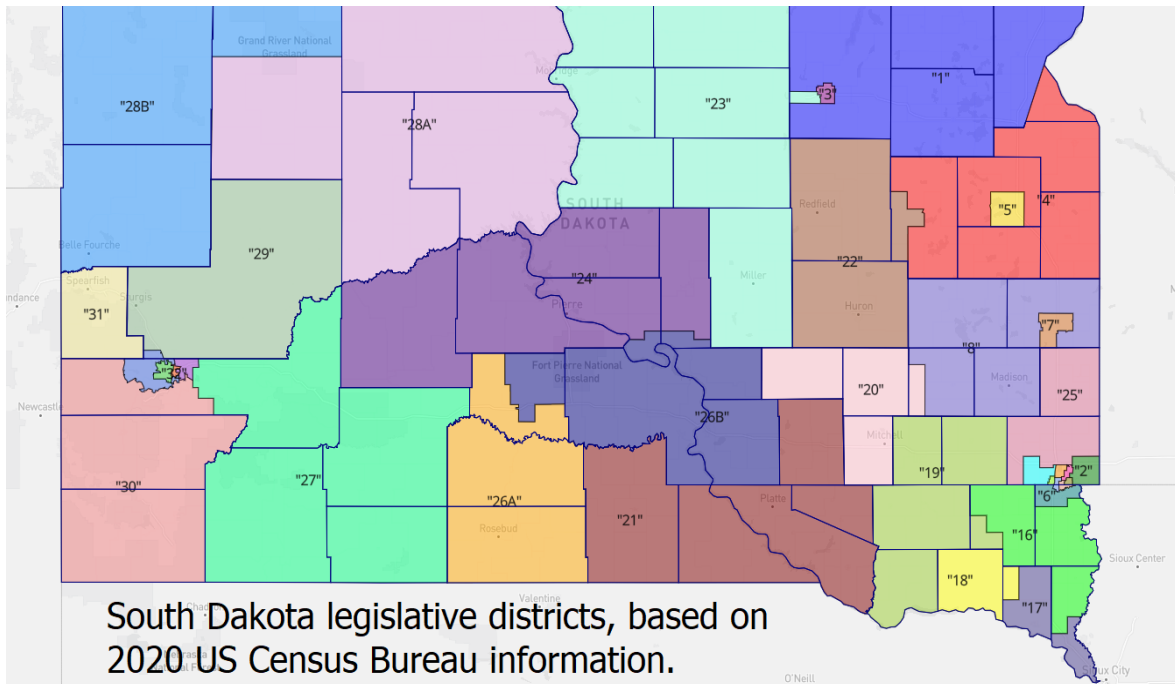 Grand River National
Grassland
"28B"
"28A"
Mobridge
"23"
"3"
"1"
"5"
"4"
Redfield
SOUTH
DAKOTA
Belle Fourche
"29"
Spearfish
Sturgis
"31"
"24"
Miller
"22"
Pierre
Huron
"7"
"8"
Fort Pierre National
Grassland
Newcastle
"20"
Madison
"25"
"26B"
Mitchell
"30"
"27"
"26A"
"19"
"2"
"6"
Rosebud
"21"
Platte
"16"
Sioux Center
"18"
"17"
Valentine
O'Neill
Sioux City
South Dakota legislative districts, based on
2020 US Census Bureau information.